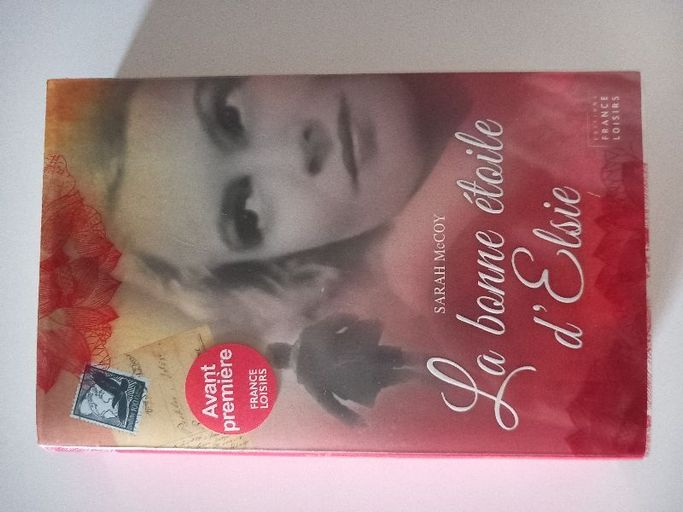 SARAH McCOY
La bonne étoile
d'Elsie
Avant
première
FRANCE
LOISIRS
ÉDITIONS
FRANCE
LOISIRS